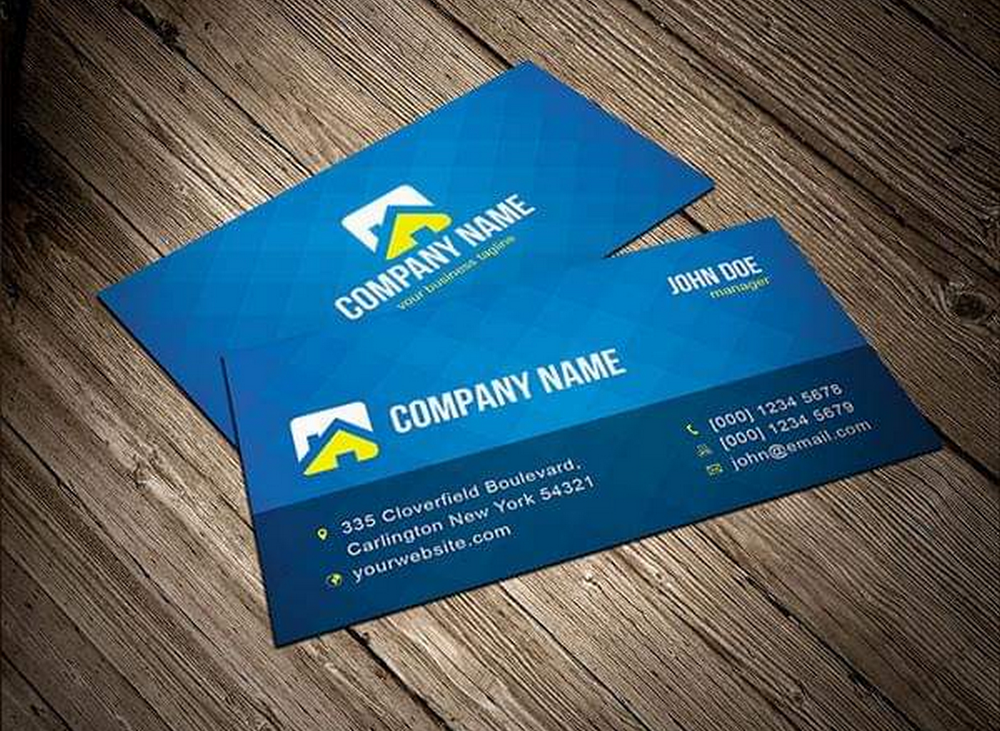 COMPANY NAME
your business tagline
JOHN DOE
manager
COMPANY NAME
335 Cloverfield Boulevard,
Carlington New York 54321
yourwebsite.com
[000] 1234 5678
[000] 1234 5679
john@email.com